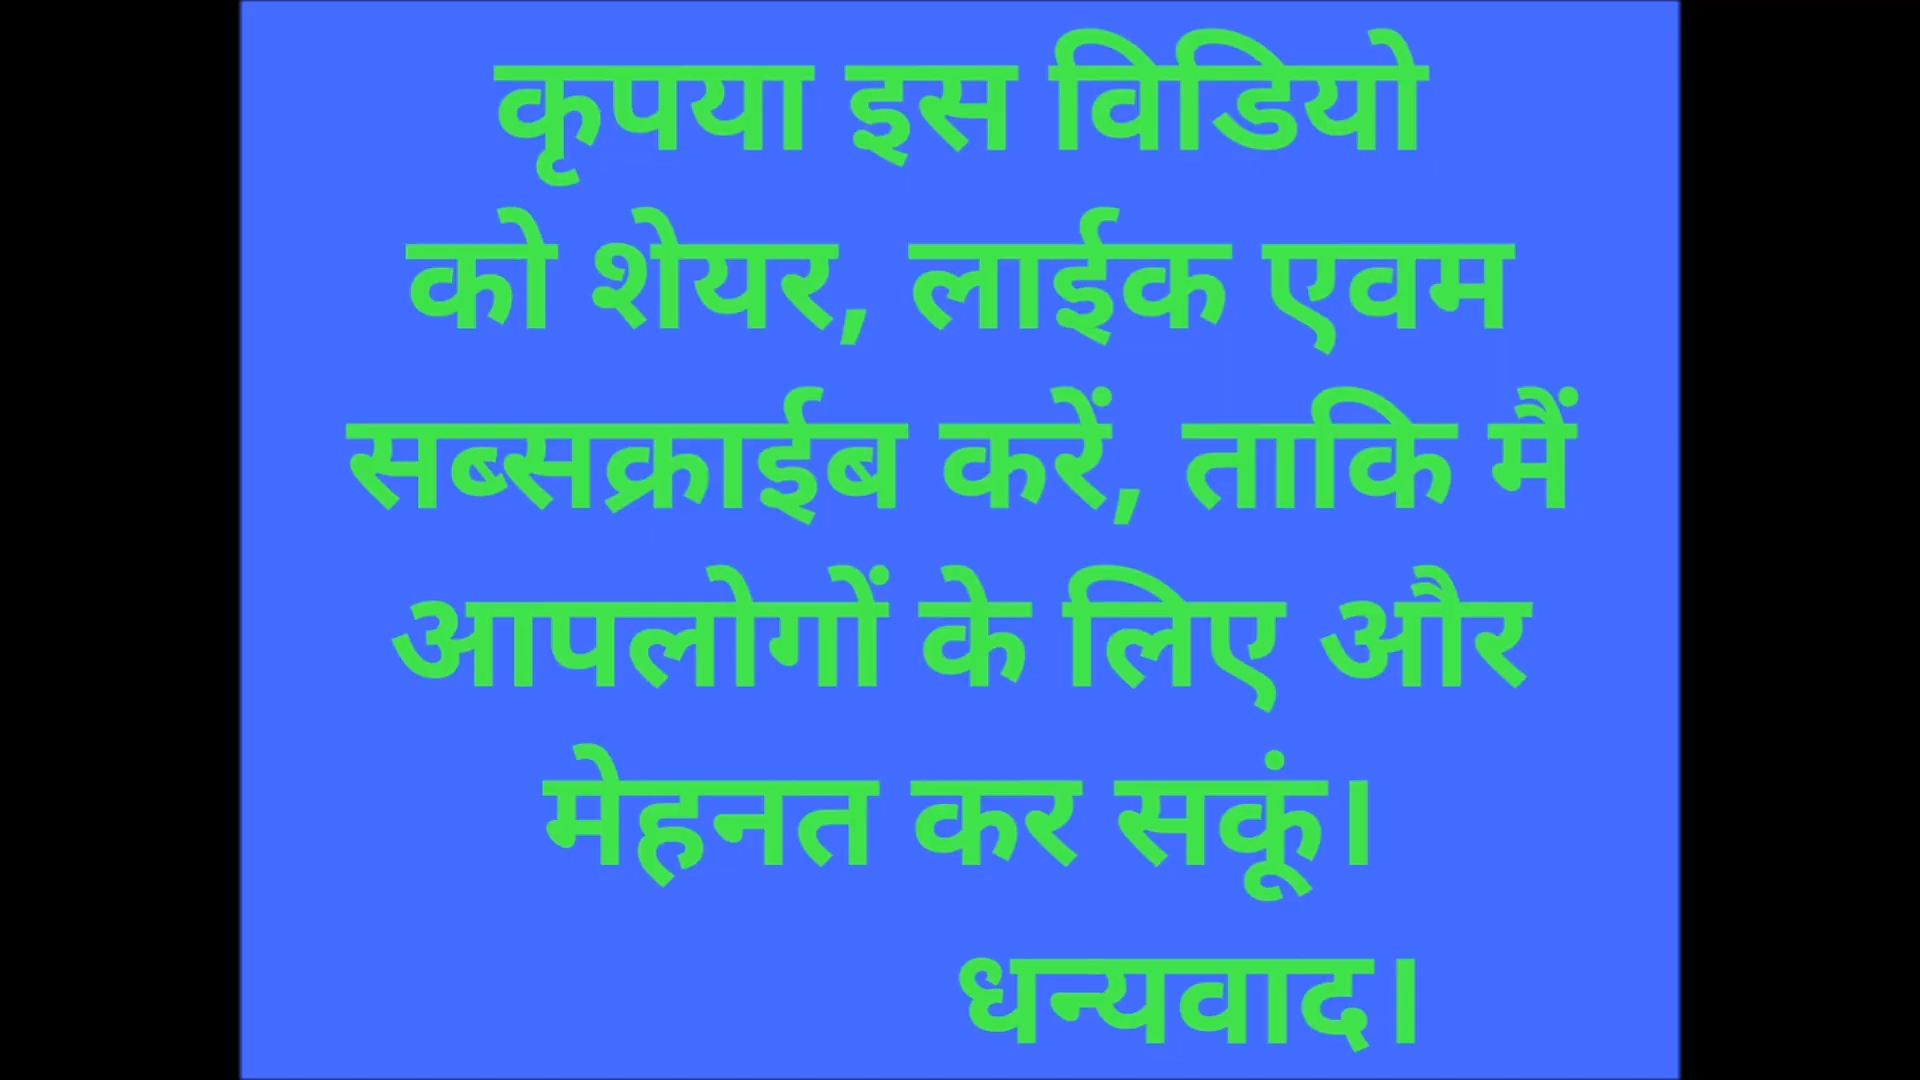 कृपया इस विडियो
को शेयर, लाईक एवम
सब्सक्राईब करें, ताकि मैं
आपलोगों के लिए और
मेहनत कर सकूं।
धन्यवाद।